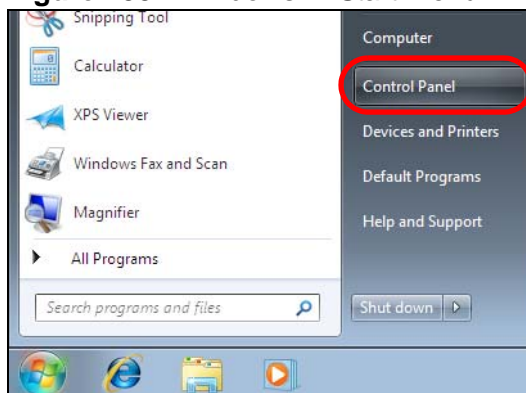 Snipping Tool
Calculator
XPS Viewer
Windows Fax and Scan
Magnifier
All Programs
Search programs and files
Computer
Control Panel
Devices and Printers
Default Programs
Help and Support
Shut down